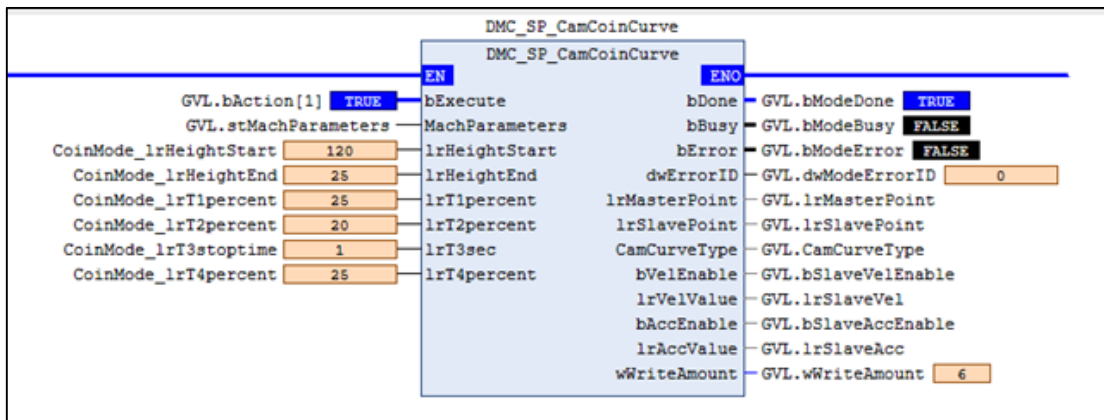 DMC_SP_CamCoinCurve
DMC_SP_CamCoinCurve
EN ENO
GVL.bAction[1] TRUE bExecute bDone GVL.bModeDone TRUE
GVL.stMachParameters MachParameters bBusy GVL.bModeBusy FALSE
CoinMode_lrHeightStart 120 lrHeightStart bError GVL.bModeError FALSE
CoinMode_lrHeightEnd 25 lrHeightEnd dwErrorID GVL.dwModeErrorID 0
CoinMode_lrT1percent 25 lrT1percent lrMasterPoint GVL.lrMasterPoint
CoinMode_lrT2percent 20 lrT2percent lrSlavePoint GVL.lrSlavePoint
CoinMode_lrT3stoptime 1 lrT3sec CamCurveType GVL.CamCurveType
CoinMode_lrT4percent 25 lrT4percent bVelEnable GVL.bSlaveVelEnable
lrVelValue GVL.lrSlaveVel
bAccEnable GVL.bSlaveAccEnable
lrAccValue GVL.lrSlaveAcc
wWriteAmount GVL.wWriteAmount 6